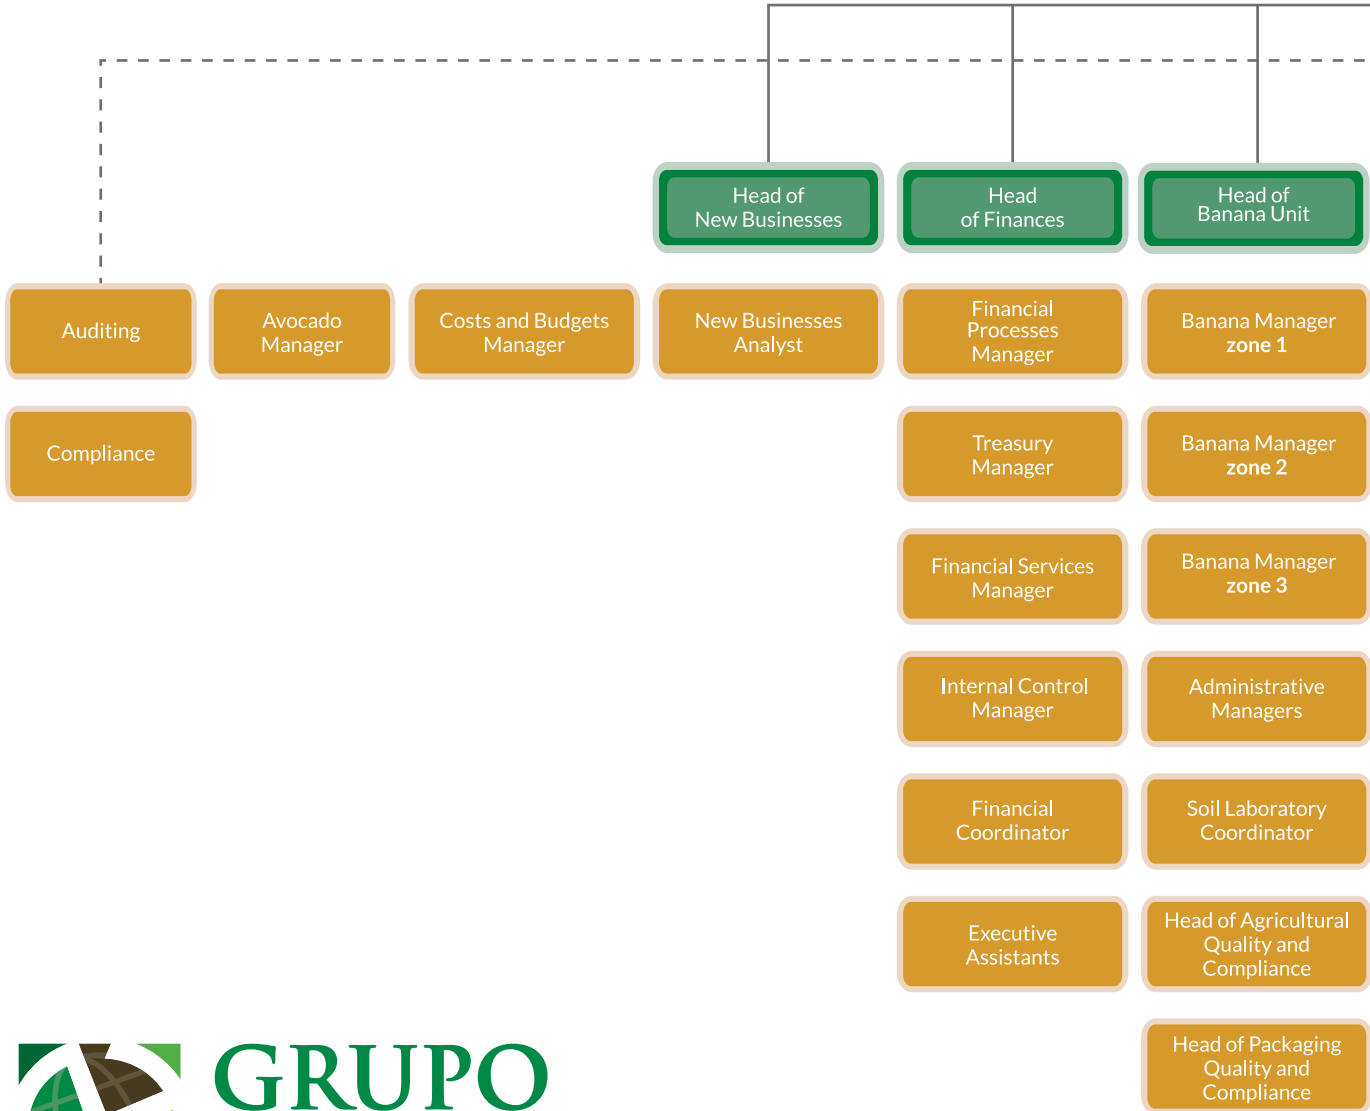 Head of
New Businesses
Head
of Finances
Head of
Banana Unit
Auditing
Avocado
Manager
Costs and Budgets
Manager
New Businesses
Analyst
Financial
Processes
Manager
Banana Manager
zone 1
Compliance
Treasury
Manager
Banana Manager
zone 2
Financial Services
Manager
Banana Manager
zone 3
Internal Control
Manager
Administrative
Managers
Financial
Coordinator
Soil Laboratory
Coordinator
Executive
Assistants
Head of Agricultural
Quality and
Compliance
Head of Packaging
Quality and
Compliance
GRUPO